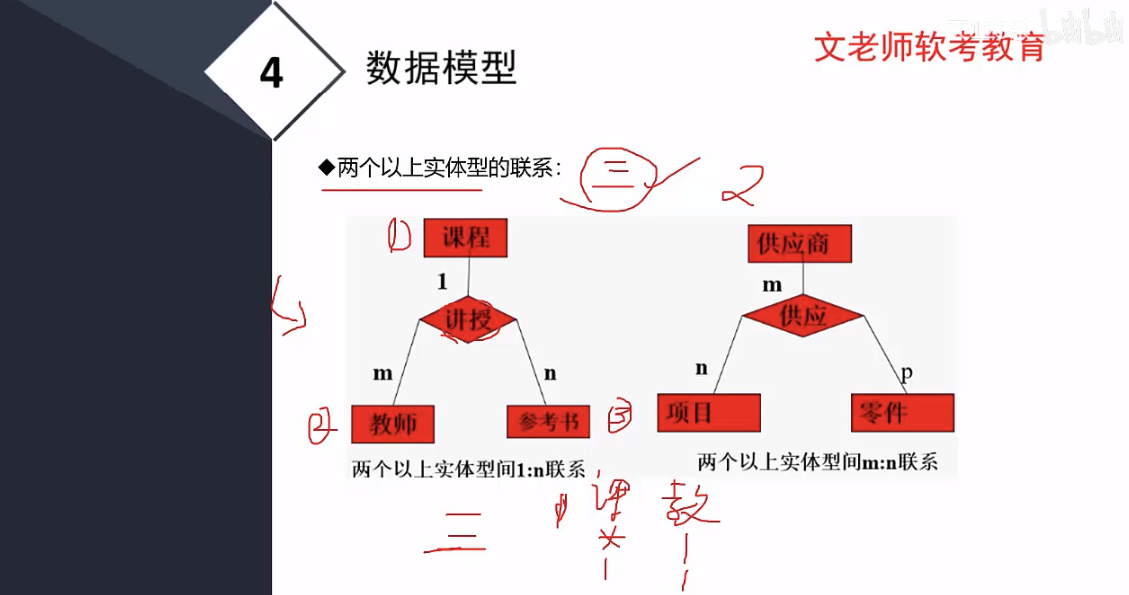 4
数据模型
文老师软考教育
◆两个以上实体型的联系：
三
2
①
课程
1
讲授
m
n
②
教师
参考书
③
两个以上实体型间1:n联系
供应商
m
供应
n
p
项目
零件
两个以上实体型间m:n联系
三
课
教